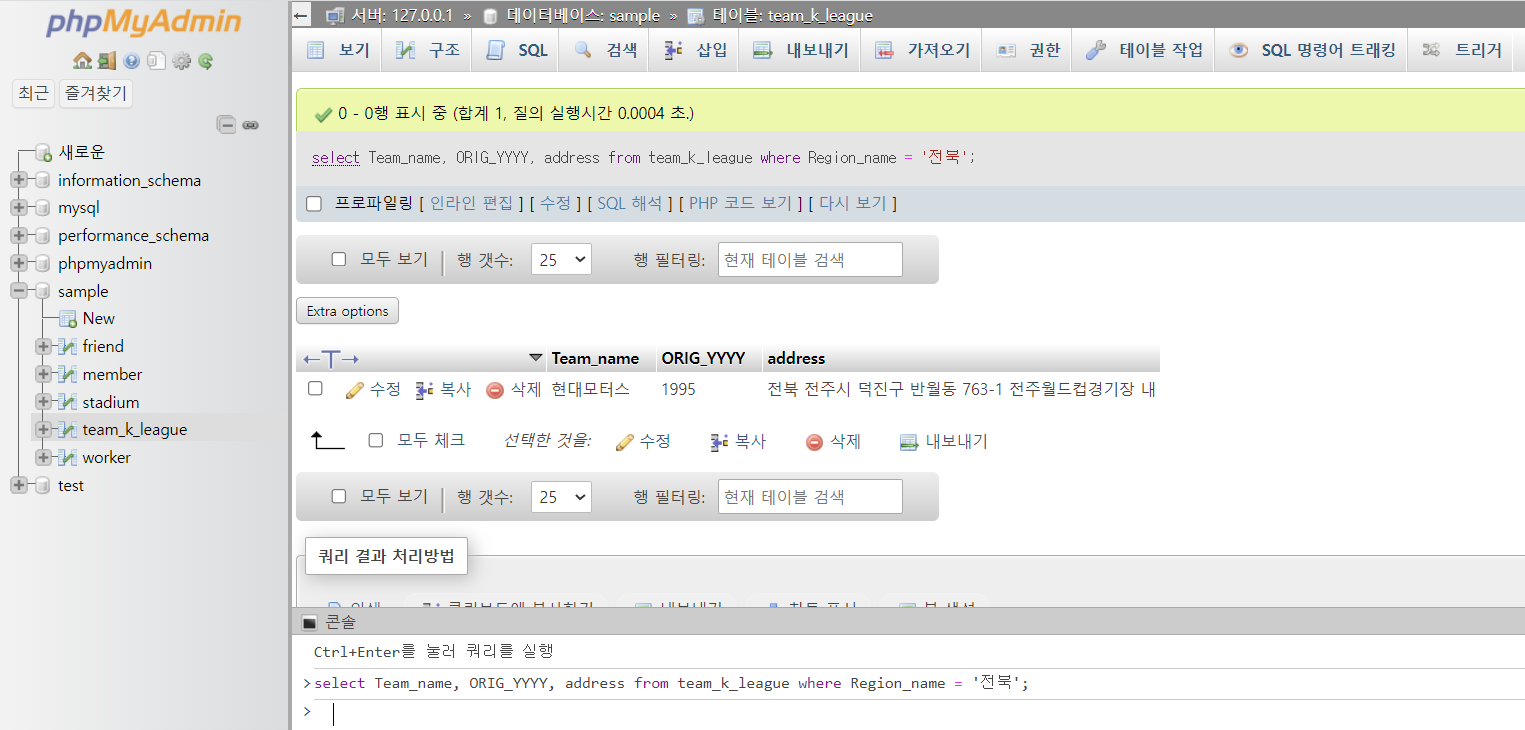 phpMyAdmin
최근 즐겨찾기
새로운
information_schema
mysql
performance_schema
phpmyadmin
sample
New
friend
member
stadium
team_k_league
worker
test
서버: 127.0.0.1 » 데이터베이스: sample » 테이블: team_k_league
보기 구조 SQL 검색 삽입 내보내기 가져오기 권한 테이블 작업 SQL 명령어 트래킹 트리거
0 - 0행 표시 중 (합계 1, 질의 실행시간 0.0004 초.)
select Team_name, ORIG_YYYY, address from team_k_league where Region_name = '전북';
프로파일링 [ 인라인 편집 ] [ 수정 ] [ SQL 해석 ] [ PHP 코드 보기 ] [ 다시 보기 ]
모두 보기 행 갯수: 25 행 필터링: 현재 테이블 검색
Extra options
←T→ Team_name ORIG_YYYY address
수정 복사 삭제 현대모터스 1995 전북 전주시 덕진구 반월동 763-1 전주월드컵경기장 내
모두 체크 선택한 것을: 수정 복사 삭제 내보내기
모두 보기 행 갯수: 25 행 필터링: 현재 테이블 검색
쿼리 결과 처리방법
콘솔
Ctrl+Enter를 눌러 쿼리를 실행
>select Team_name, ORIG_YYYY, address from team_k_league where Region_name = '전북';
>